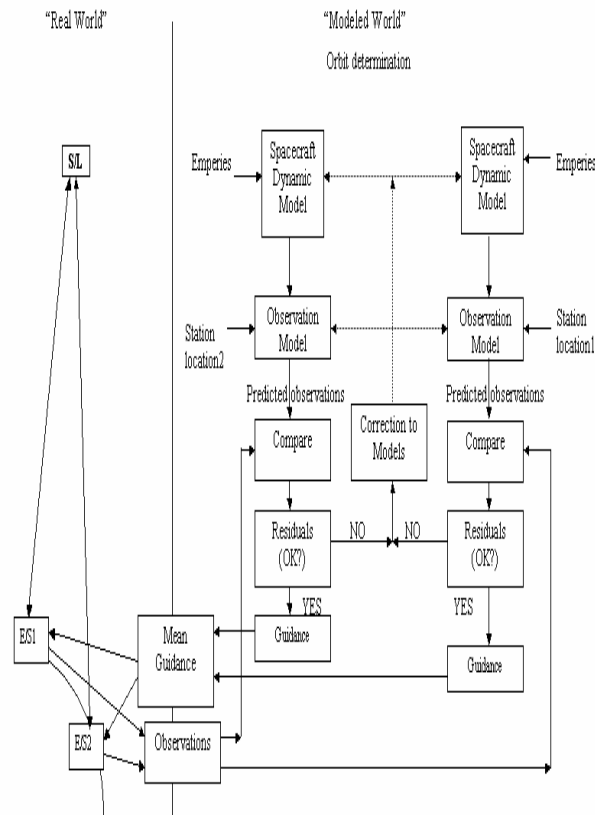 “Real World”
“Modeled World”
Orbit determination
S/L
Emperies
Spacecraft
Dynamic
Model
Spacecraft
Dynamic
Model
Emperies
Station
location2
Observation
Model
Observation
Model
Station
location1
Predicted observations
Predicted observations
Compare
Correction to
Models
Compare
Residuals
(OK?)
NO
NO
Residuals
(OK?)
YES
YES
E/S1
Mean
Guidance
Guidance
Guidance
E/S2
Observations